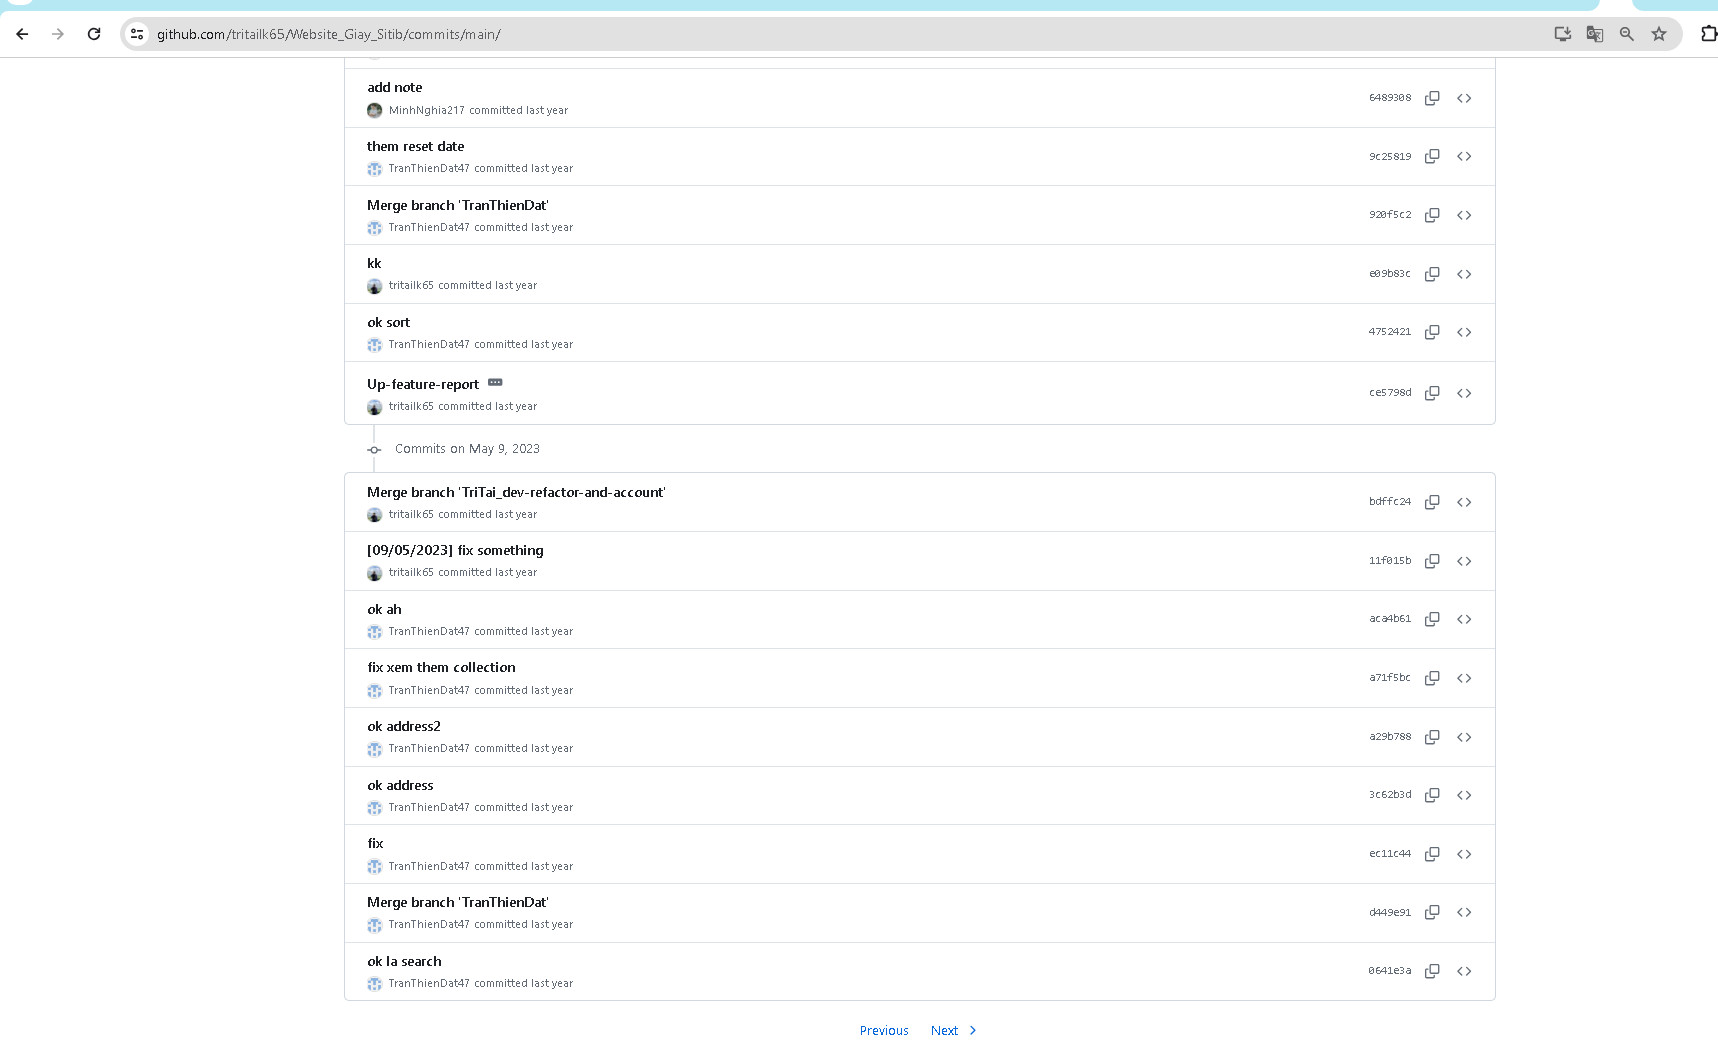 github.com/tritailk65/Website_Giay_Sitib/commits/main/
add note
MinhNghia217 committed last year
6489308
them reset date
TranThienDat47 committed last year
9c25819
Merge branch 'TranThienDat'
TranThienDat47 committed last year
920f5c2
kk
tritailk65 committed last year
e09b83c
ok sort
TranThienDat47 committed last year
4752421
Up-feature-report
tritailk65 committed last year
ce5798d
Commits on May 9, 2023
Merge branch 'TriTai_dev-refactor-and-account'
tritailk65 committed last year
bdffc24
[09/05/2023] fix something
tritailk65 committed last year
11f015b
ok ah
TranThienDat47 committed last year
aca4b61
fix xem them collection
TranThienDat47 committed last year
a71f5bc
ok address2
TranThienDat47 committed last year
a29b788
ok address
TranThienDat47 committed last year
3c62b3d
fix
TranThienDat47 committed last year
ec11c44
Merge branch 'TranThienDat'
TranThienDat47 committed last year
d449e91
ok la search
TranThienDat47 committed last year
0641e3a
Previous Next